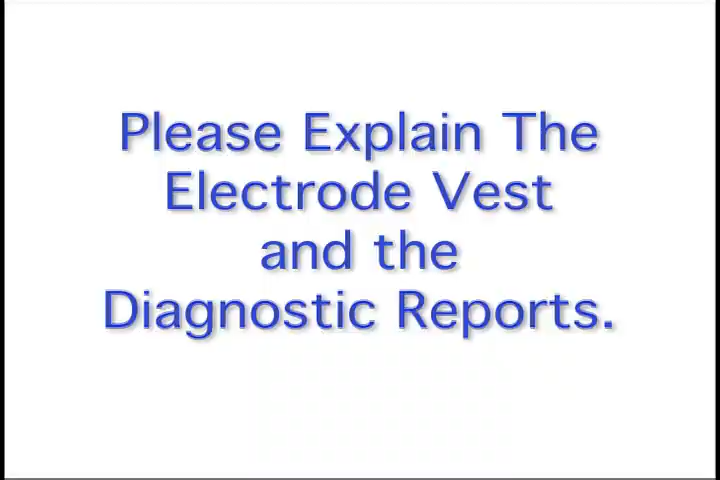 Please Explain The
Electrode Vest
and the
Diagnostic Reports.